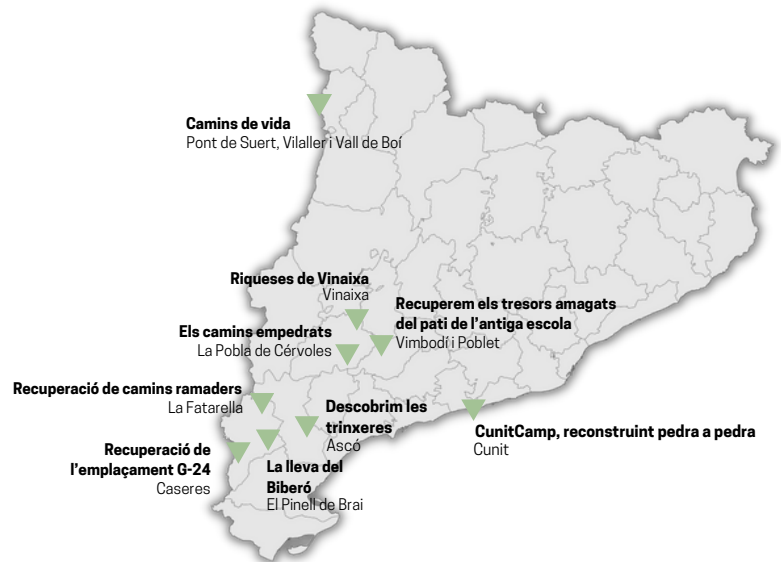 Camins de vida
Pont de Suert, Vilaller i Vall de Boí
Riqueses de Vinaixa
Vinaixa
Recuperem els tresors amagats
del pati de l'antiga escola
Vimbodí i Poblet
Els camins empedrats
La Pobla de Cérvoles
Recuperació de camins ramaders
La Fatarella
Descobrim les
trinxeres
Ascó
CunitCamp, reconstruint pedra a pedra
Cunit
Recuperació de
l'emplaçament G-24
Caseres
La lleva del
Biberó
El Pinell de Brai